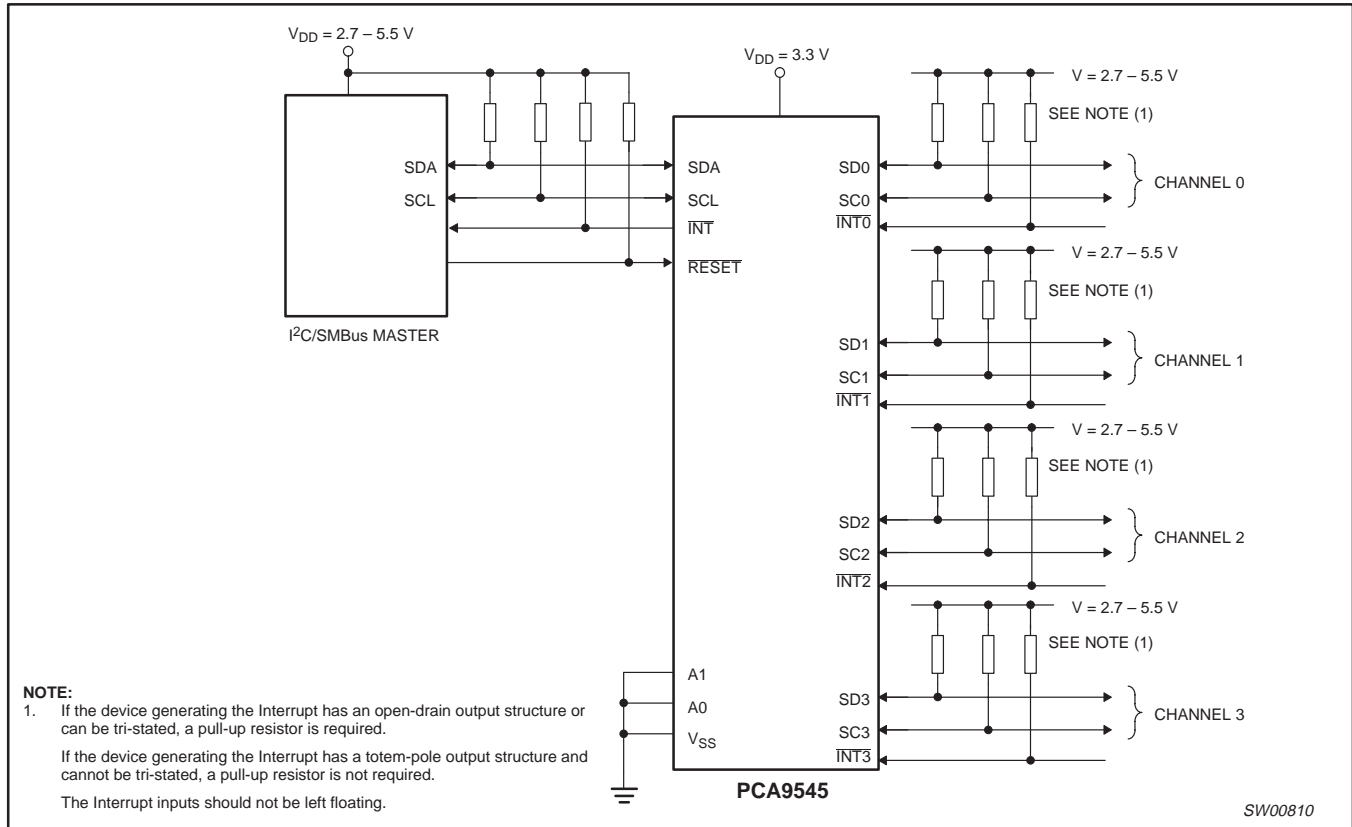 V_DD = 2.7 – 5.5 V
V_DD = 3.3 V
V = 2.7 – 5.5 V
SEE NOTE (1)
SDA
SCL
I²C/SMBus MASTER
SDA
SCL
INT
RESET
SD0
SC0
INT0
CHANNEL 0
V = 2.7 – 5.5 V
SEE NOTE (1)
SD1
SC1
INT1
CHANNEL 1
V = 2.7 – 5.5 V
SEE NOTE (1)
SD2
SC2
INT2
CHANNEL 2
V = 2.7 – 5.5 V
SEE NOTE (1)
SD3
SC3
INT3
CHANNEL 3
A1
A0
V_SS
PCA9545
NOTE:
1. If the device generating the Interrupt has an open-drain output structure or
can be tri-stated, a pull-up resistor is required.
If the device generating the Interrupt has a totem-pole output structure and
cannot be tri-stated, a pull-up resistor is not required.
The Interrupt inputs should not be left floating.
SW00810